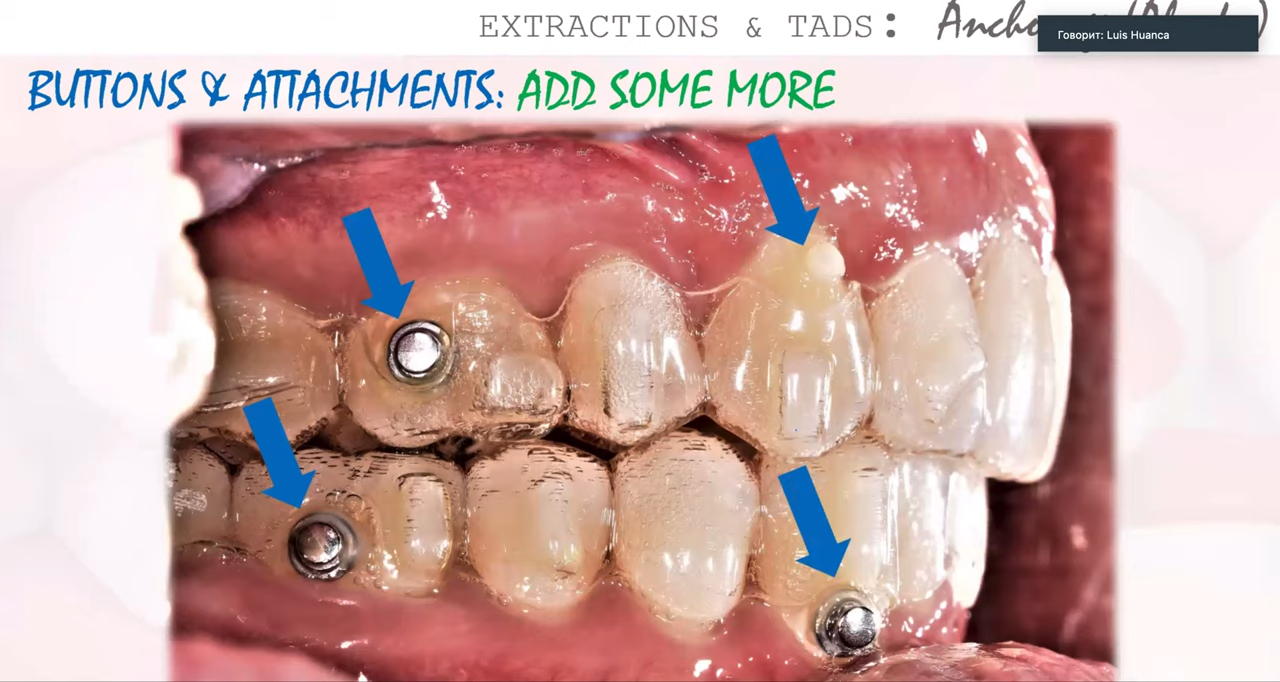 EXTRACTIONS & TADS:
Говорит: Luis Huanca
BUTTONS & ATTACHMENTS: ADD SOME MORE